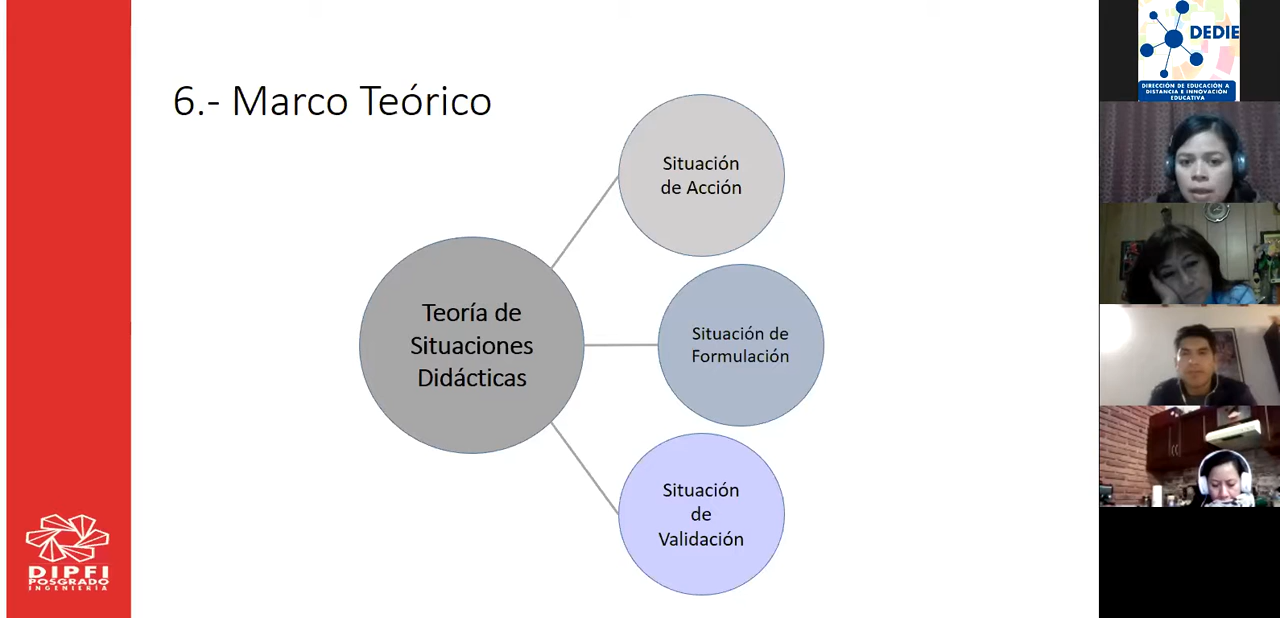 6.- Marco Teórico
Situación
de Acción
Teoría de
Situaciones
Didácticas
Situación de
Formulación
Situación
de
Validación
DIPFI
POSGRADO
INGENIERÍA
DEDIE
DIRECCIÓN DE EDUCACIÓN A
DISTANCIA E INNOVACIÓN
EDUCATIVA